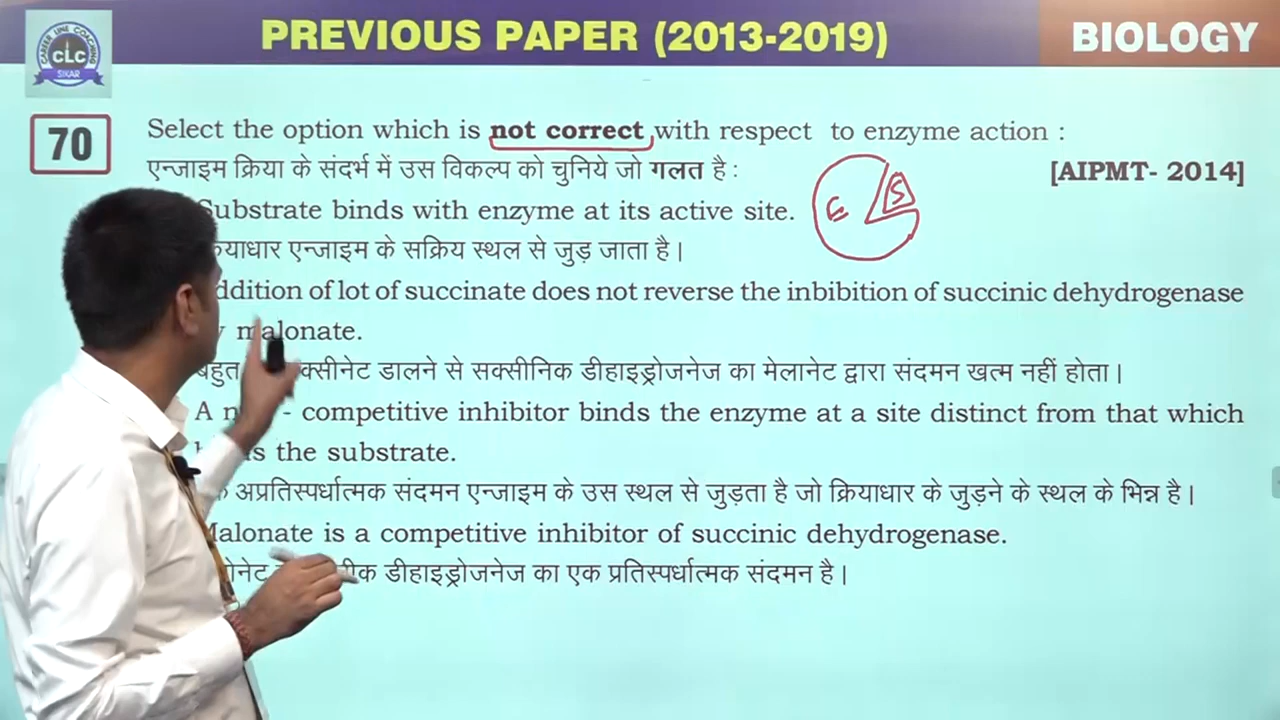 PREVIOUS PAPER (2013-2019)
BIOLOGY
CAREER LINE COACHING
CLC
SIKAR
70
Select the option which is not correct with respect to enzyme action :
एन्जाइम क्रिया के संदर्भ में उस विकल्प को चुनिये जो गलत है :
[AIPMT- 2014]
E S
Substrate binds with enzyme at its active site.
एन्जाइम के सक्रिय स्थल से जुड़ जाता है।
of lot of succinate does not reverse the inbibition of succinic dehydrogenase
malonate.
बहुत डालने से सक्सीनिक डीहाइड्रोजनेज का मेलानेट द्वारा संदमन खत्म नहीं होता।
A - competitive inhibitor binds the enzyme at a site distinct from that which
the substrate.
अप्रतिस्पर्धात्मक संदमन एन्जाइम के उस स्थल से जुड़ता है जो क्रियाधार के जुड़ने के स्थल के भिन्न है।
Malonate is a competitive inhibitor of succinic dehydrogenase.
डीहाइड्रोजनेज का एक प्रतिस्पर्धात्मक संदमन है।